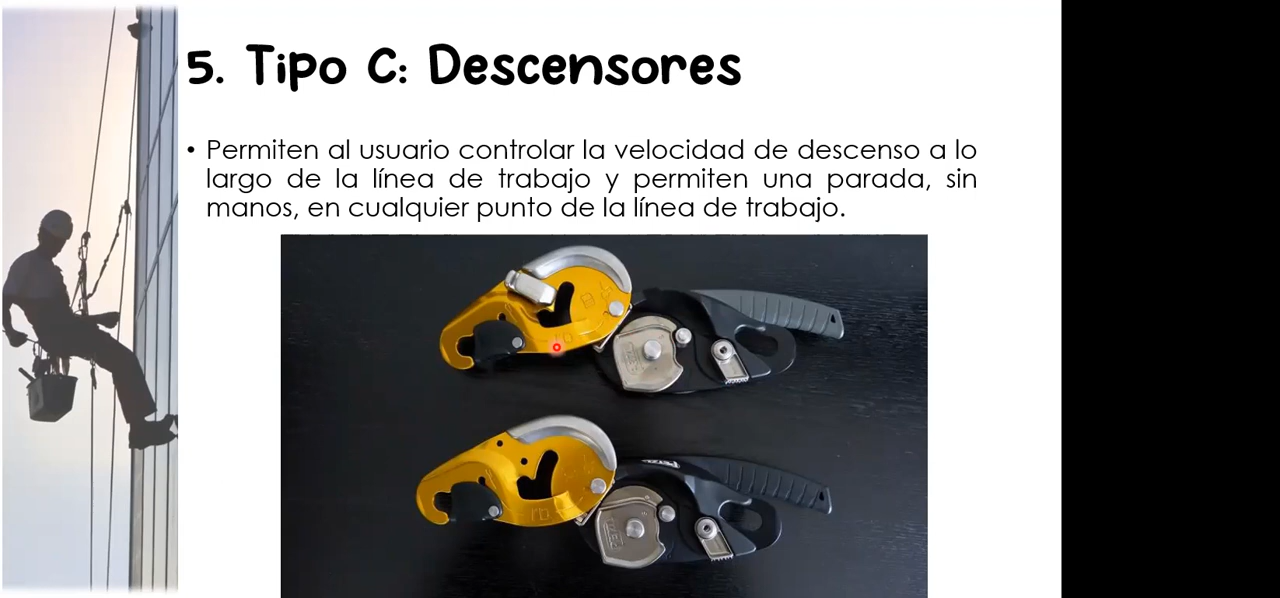 5. Tipo C: Descensores
• Permiten al usuario controlar la velocidad de descenso a lo
largo de la línea de trabajo y permiten una parada, sin
manos, en cualquier punto de la línea de trabajo.